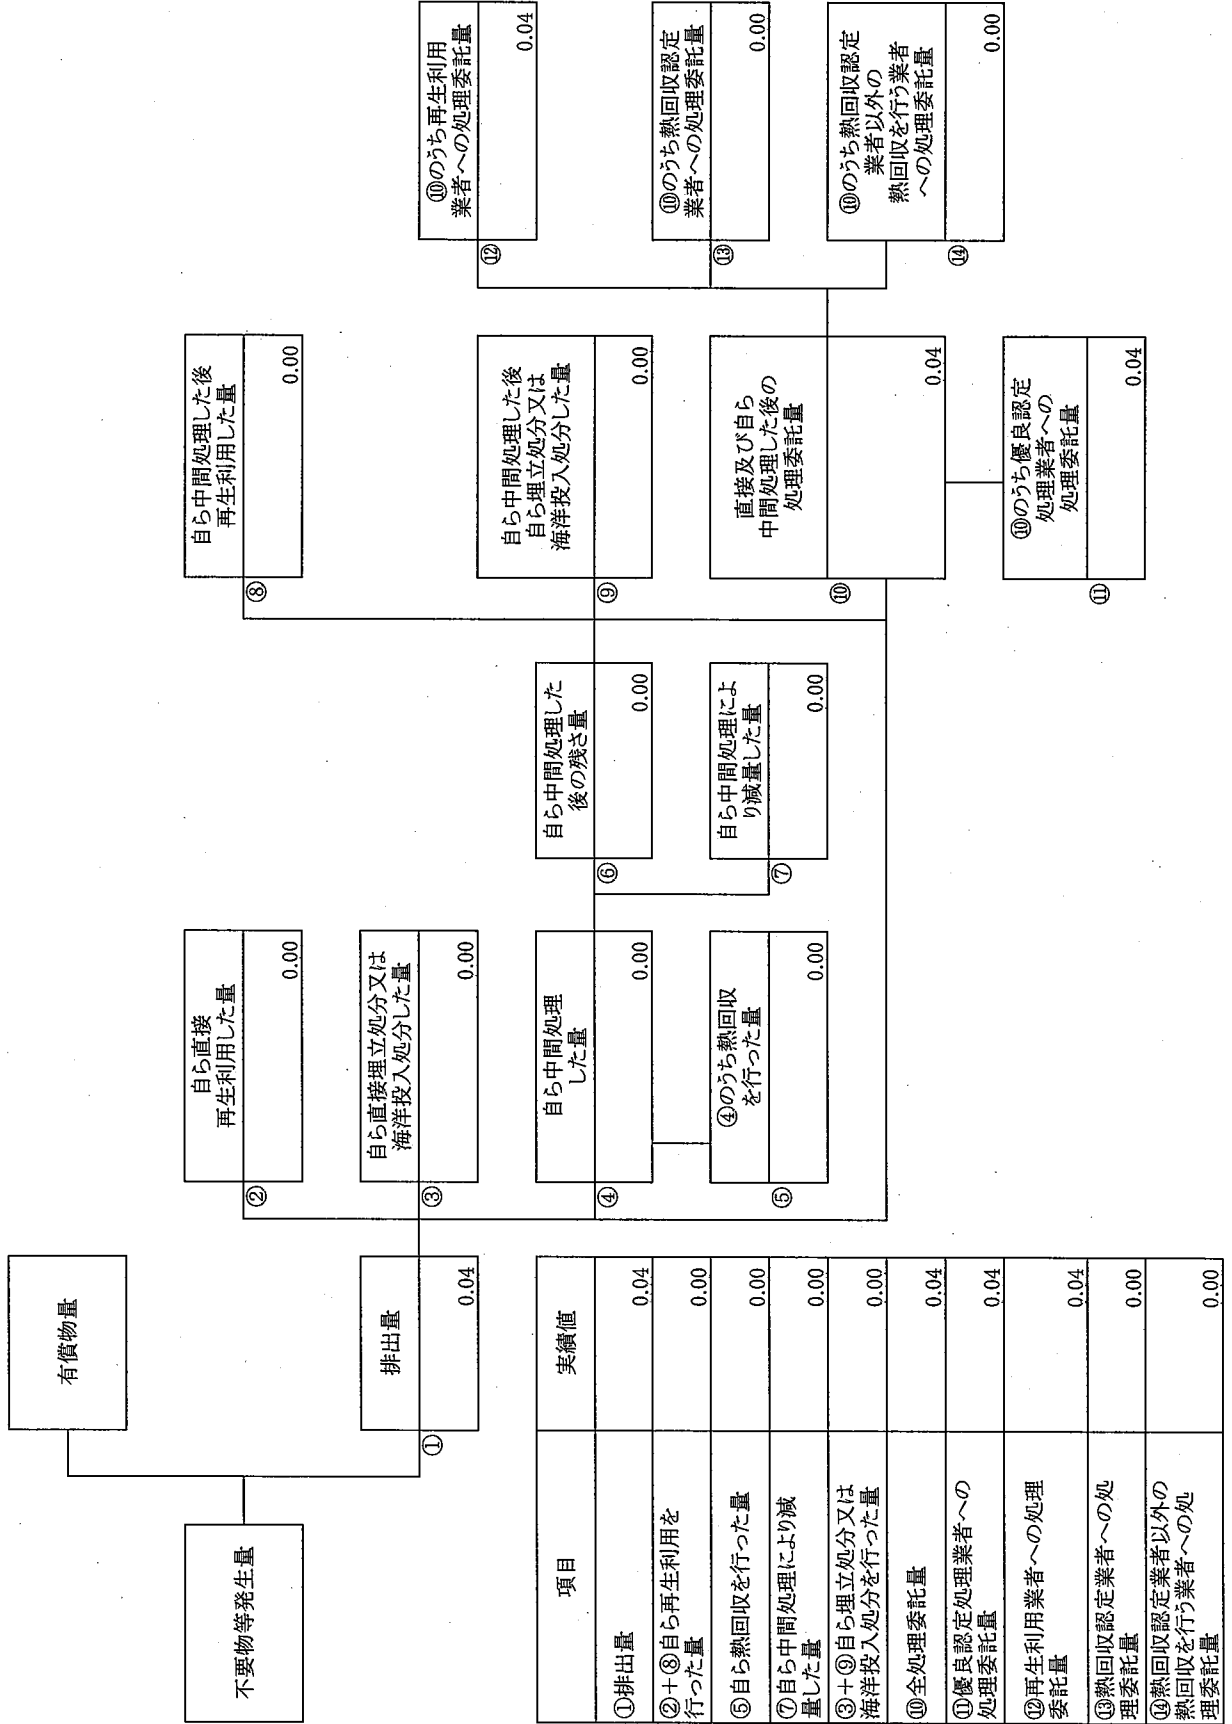 不要物等発生量
有償物量
①
排出量
0.04
②
自ら直接
再生利用した量
0.00
③
自ら直接埋立処分又は
海洋投入処分した量
0.00
④
自ら中間処理
した量
0.00
⑤
④のうち熱回収
を行った量
0.00
⑥
自ら中間処理した
後の残さ量
0.00
⑦
自ら中間処理によ
り減量した量
0.00
⑧
自ら中間処理した後
再生利用した量
0.00
⑨
自ら中間処理した後
自ら埋立処分又は
海洋投入処分した量
0.00
⑩
直接及び自ら
中間処理した後の
処理委託量
0.04
⑪
⑩のうち優良認定
処理業者への
処理委託量
0.04
⑫
⑩のうち再生利用
業者への処理委託量
0.04
⑬
⑩のうち熱回収認定
業者への処理委託量
0.00
⑭
⑩のうち熱回収認定
業者以外の
熱回収を行う業者
への処理委託量
0.00
項目
実績値
①排出量
0.04
②+⑧自ら再生利用を
行った量
0.00
⑤自ら熱回収を行った量
0.00
⑦自ら中間処理により減
量した量
0.00
③+⑨自ら埋立処分又は
海洋投入処分を行った量
0.00
⑩全処理委託量
0.04
⑪優良認定処理業者への
処理委託量
0.04
⑫再生利用業者への処理
委託量
0.04
⑬熱回収認定業者への処
理委託量
0.00
⑭熱回収認定業者以外の
熱回収を行う業者への処
理委託量
0.00